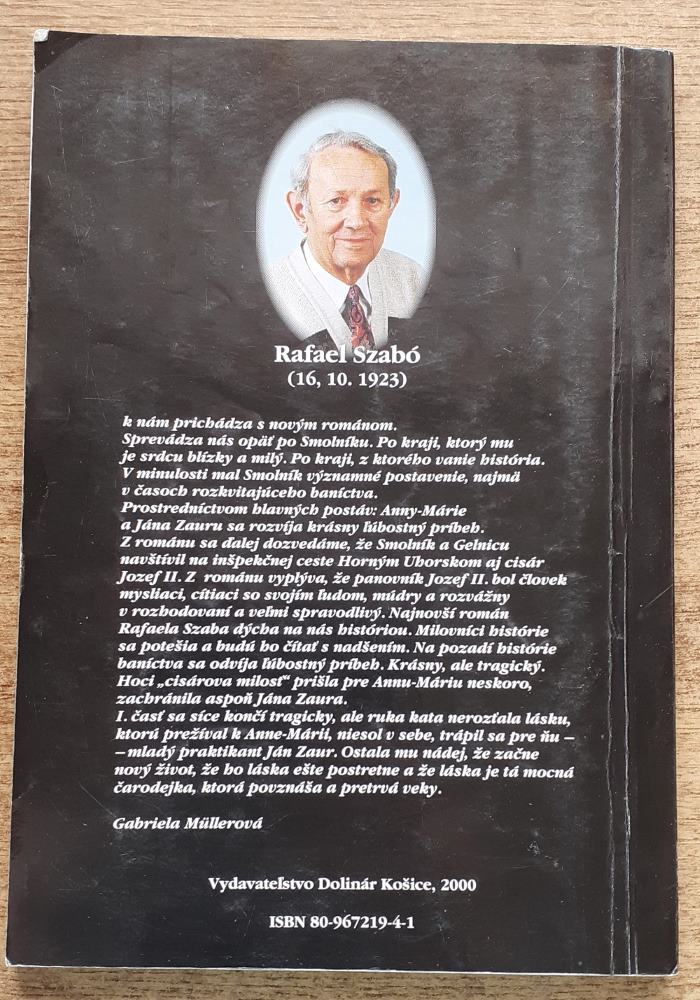 Rafael Szabó
(16, 10. 1923)
k nám prichádza s novým románom.
Sprevádza nás opäť po Smolníku. Po kraji, ktorý mu
je srdcu blízky a milý. Po kraji, z ktorého vanie história.
V minulosti mal Smolník významné postavenie, najmä
v časoch rozkvitajúceho baníctva.
Prostredníctvom hlavných postáv: Anny-Márie
a Jána Zauru sa rozvíja krásny ľúbostný príbeh.
Z románu sa ďalej dozvedáme, že Smolník a Gelnicu
navštívil na inšpekčnej ceste Horným Uhorskom aj cisár
Jozef II. Z románu vyplýva, že panovník Jozef II. bol človek
mysliaci, cítiaci so svojím ľudom, múdry a rozvážny
v rozhodovaní a veľmi spravodlivý. Najnovší román
Rafaela Szaba dýcha na nás históriou. Milovníci histórie
sa potešia a budú ho čítať s nadšením. Na pozadí histórie
baníctva sa odvíja ľúbostný príbeh. Krásny, ale tragický.
Hoci „cisárova milosť“ prišla pre Annu-Máriu neskoro,
zachránila aspoň Jána Zaura.
I. časť sa síce končí tragicky, ale ruka kata nerozťala lásku,
ktorú prežíval k Anne-Márii, niesol v sebe, trápil sa pre ňu –
– mladý praktikant Ján Zaur. Ostala mu nádej, že začne
nový život, že ho láska ešte postretne a že láska je tá mocná
čarodejka, ktorá povznáša a pretrvá veky.
Gabriela Müllerová
Vydavateľstvo Dolinár Košice, 2000
ISBN 80-967219-4-1